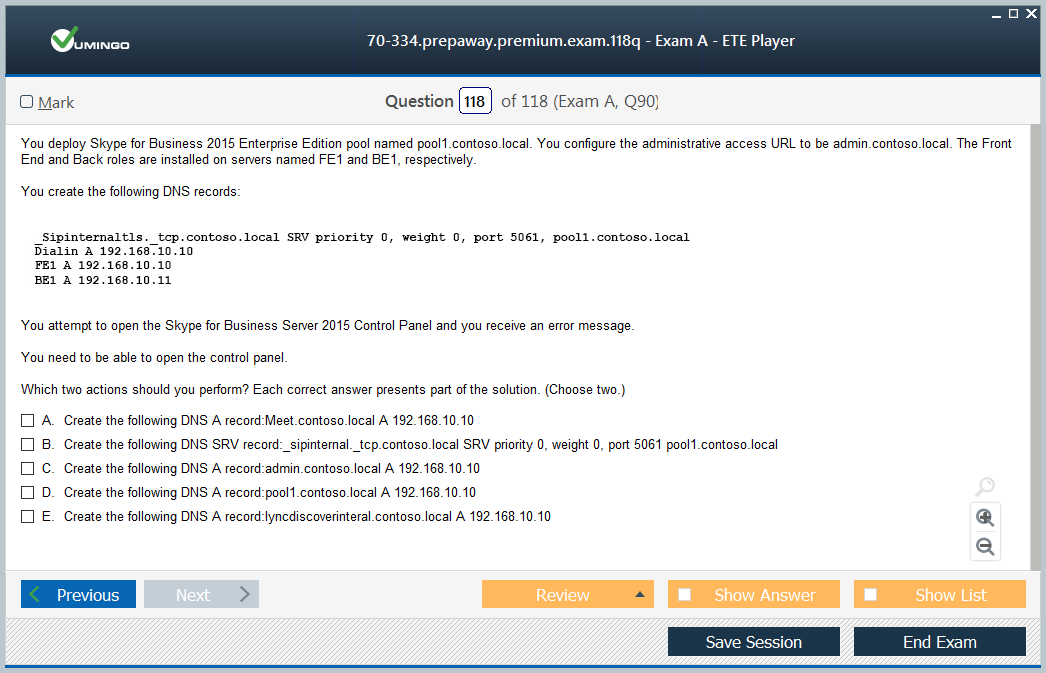 VUMINGO
70-334.prepaway.premium.exam.118q - Exam A - ETE Player
Mark
Question 118 of 118 (Exam A, Q90)
You deploy Skype for Business 2015 Enterprise Edition pool named pool1.contoso.local. You configure the administrative access URL to be admin.contoso.local. The Front
End and Back roles are installed on servers named FE1 and BE1, respectively.
You create the following DNS records:
_Sipinternaltls._tcp.contoso.local SRV priority 0, weight 0, port 5061, pool1.contoso.local
Dialin A 192.168.10.10
FE1 A 192.168.10.10
BE1 A 192.168.10.11
You attempt to open the Skype for Business Server 2015 Control Panel and you receive an error message.
You need to be able to open the control panel.
Which two actions should you perform? Each correct answer presents part of the solution. (Choose two.)
A. Create the following DNS A record:Meet.contoso.local A 192.168.10.10
B. Create the following DNS SRV record:_sipinternal._tcp.contoso.local SRV priority 0, weight 0, port 5061 pool1.contoso.local
C. Create the following DNS A record:admin.contoso.local A 192.168.10.10
D. Create the following DNS A record:pool1.contoso.local A 192.168.10.10
E. Create the following DNS A record:lyncdiscoverinteral.contoso.local A 192.168.10.10
Previous
Next
Review
Show Answer
Show List
Save Session
End Exam